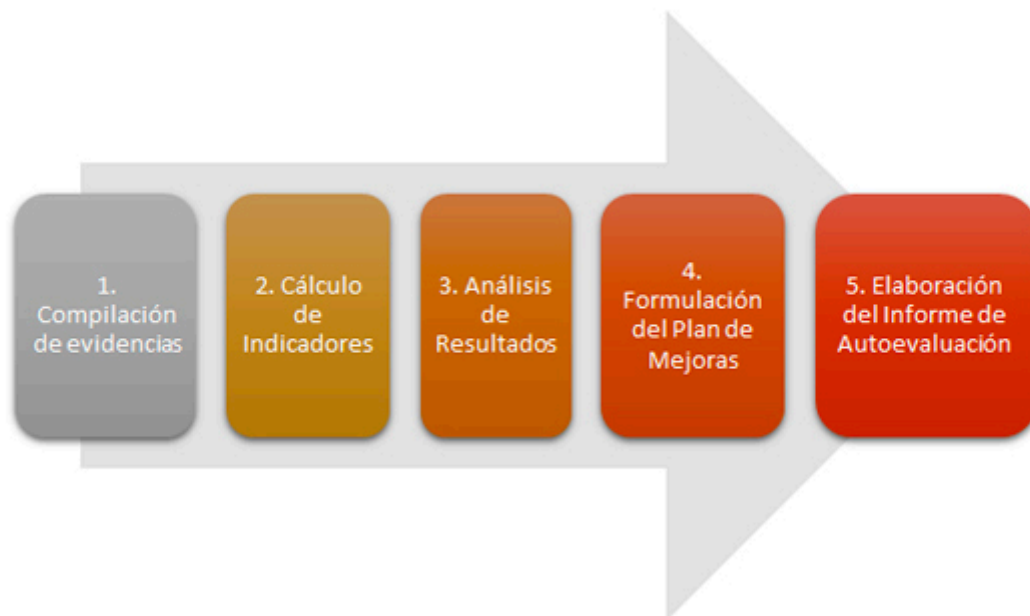 1.
Compilación
de evidencias
2. Cálculo
de
Indicadores
3. Análisis
de
Resultados
4.
Formulación
del Plan de
Mejoras
5. Elaboración
del Informe de
Autoevaluación